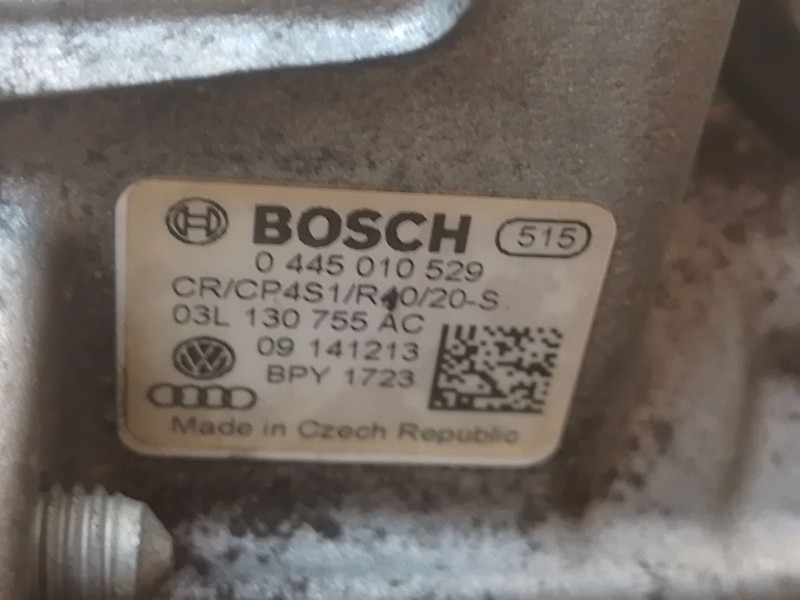 BOSCH 515
0 445 010 529
CR/CP4S1/R40/20-S
03L 130 755 AC
09 141213
BPY 1723
Made in Czech Republic